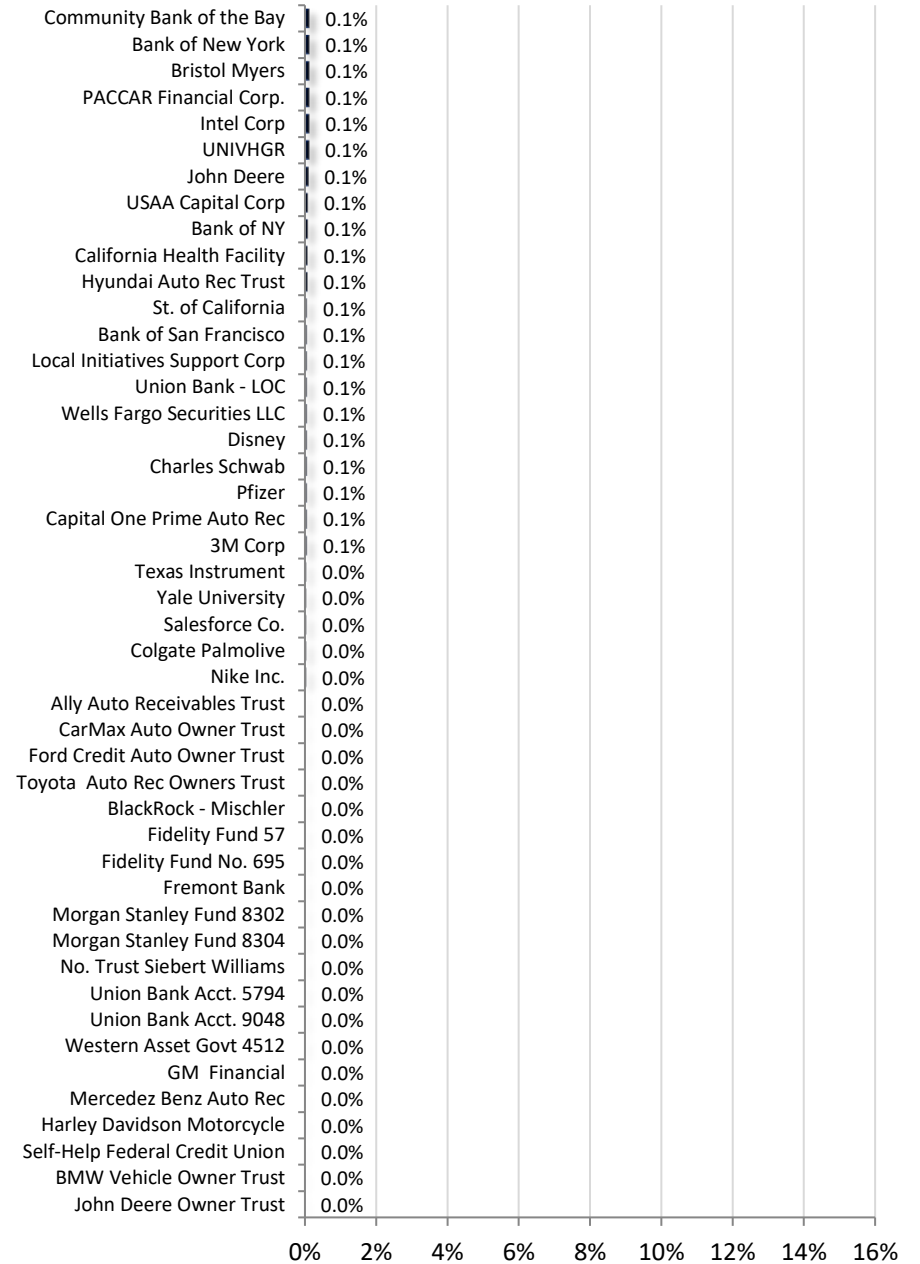 Community Bank of the Bay 0.1%
Bank of New York 0.1%
Bristol Myers 0.1%
PACCAR Financial Corp. 0.1%
Intel Corp 0.1%
UNIVHGR 0.1%
John Deere 0.1%
USAA Capital Corp 0.1%
Bank of NY 0.1%
California Health Facility 0.1%
Hyundai Auto Rec Trust 0.1%
St. of California 0.1%
Bank of San Francisco 0.1%
Local Initiatives Support Corp 0.1%
Union Bank - LOC 0.1%
Wells Fargo Securities LLC 0.1%
Disney 0.1%
Charles Schwab 0.1%
Pfizer 0.1%
Capital One Prime Auto Rec 0.1%
3M Corp 0.1%
Texas Instrument 0.0%
Yale University 0.0%
Salesforce Co. 0.0%
Colgate Palmolive 0.0%
Nike Inc. 0.0%
Ally Auto Receivables Trust 0.0%
CarMax Auto Owner Trust 0.0%
Ford Credit Auto Owner Trust 0.0%
Toyota  Auto Rec Owners Trust 0.0%
BlackRock - Mischler 0.0%
Fidelity Fund 57 0.0%
Fidelity Fund No. 695 0.0%
Fremont Bank 0.0%
Morgan Stanley Fund 8302 0.0%
Morgan Stanley Fund 8304 0.0%
No. Trust Siebert Williams 0.0%
Union Bank Acct. 5794 0.0%
Union Bank Acct. 9048 0.0%
Western Asset Govt 4512 0.0%
GM  Financial 0.0%
Mercedez Benz Auto Rec 0.0%
Harley Davidson Motorcycle 0.0%
Self-Help Federal Credit Union 0.0%
BMW Vehicle Owner Trust 0.0%
John Deere Owner Trust 0.0%
0% 2% 4% 6% 8% 10% 12% 14% 16%